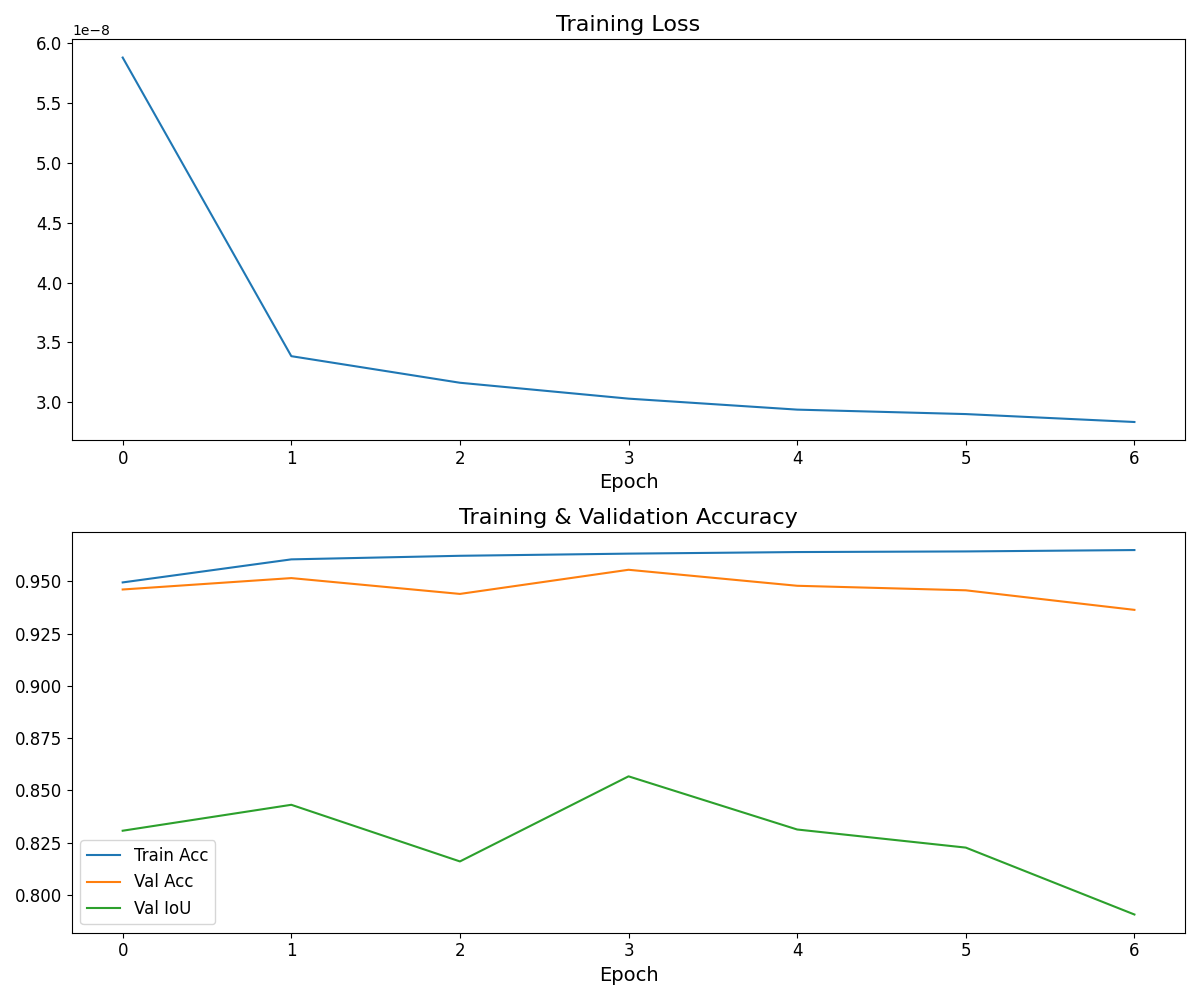 Training Loss
1e−8
6.0
5.5
5.0
4.5
4.0
3.5
3.0
0 1 2 3 4 5 6
Epoch
Training & Validation Accuracy
0.950
0.925
0.900
0.875
0.850
0.825
0.800
Train Acc
Val Acc
Val IoU
0 1 2 3 4 5 6
Epoch